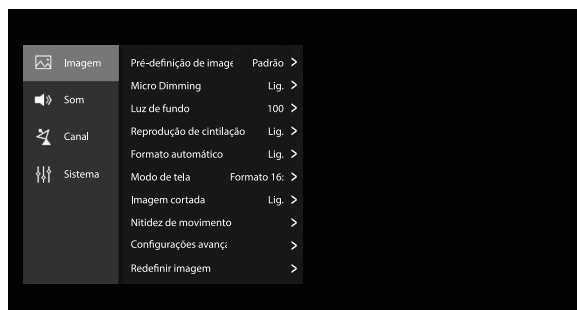 Imagem
Som
Canal
Sistema
Pré-definição de image Padrão >
Micro Dimming Lig. >
Luz de fundo 100 >
Reprodução de cintilação Lig. >
Formato automático Lig. >
Modo de tela Formato 16: >
Imagem cortada Lig. >
Nitidez de movimento >
Configurações avança >
Redefinir imagem >